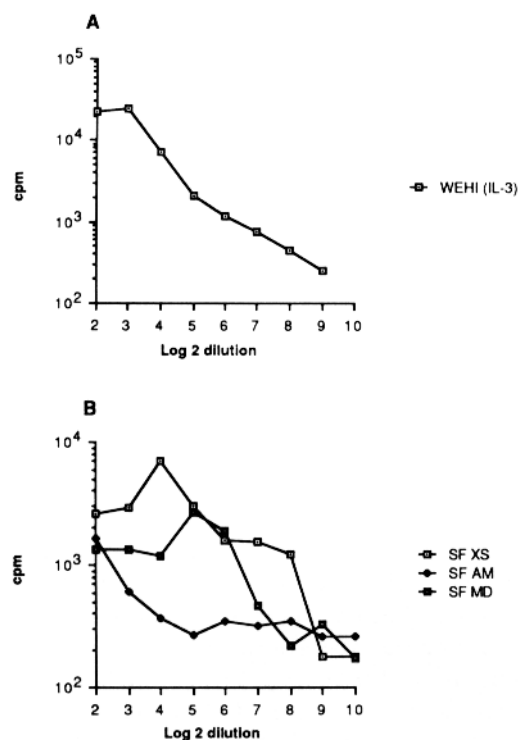 A
10^5
10^4
10^3
10^2
cpm
2 3 4 5 6 7 8 9 10
Log 2 dilution
WEHI (IL-3)
B
10^4
10^3
10^2
cpm
2 3 4 5 6 7 8 9 10
Log 2 dilution
SF XS
SF AM
SF MD